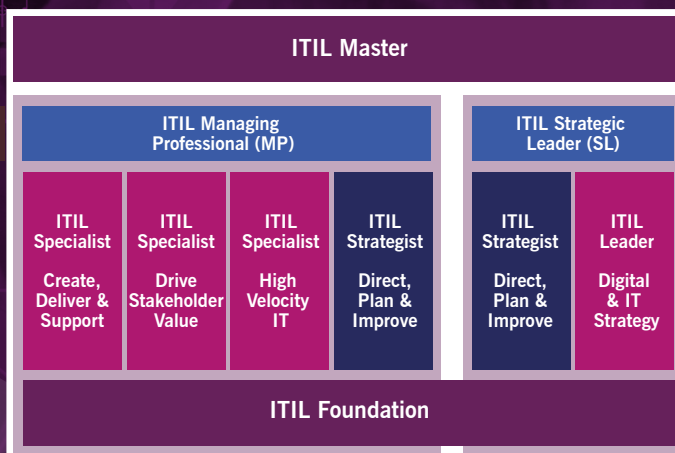 ITIL Master
ITIL Managing
Professional (MP)
ITIL Strategic
Leader (SL)
ITIL
Specialist
Create,
Deliver &
Support
ITIL
Specialist
Drive
Stakeholder
Value
ITIL
Specialist
High
Velocity
IT
ITIL
Strategist
Direct,
Plan &
Improve
ITIL
Strategist
Direct,
Plan &
Improve
ITIL
Leader
Digital
& IT
Strategy
ITIL Foundation